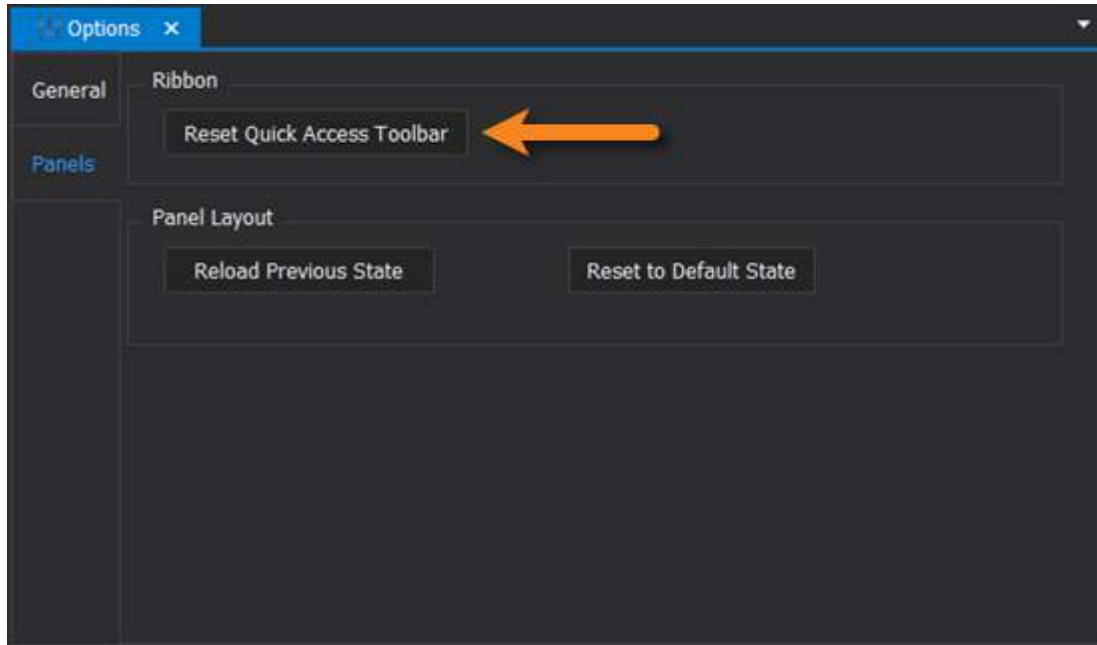 Options
General
Ribbon
Reset Quick Access Toolbar
Panels
Panel Layout
Reload Previous State
Reset to Default State